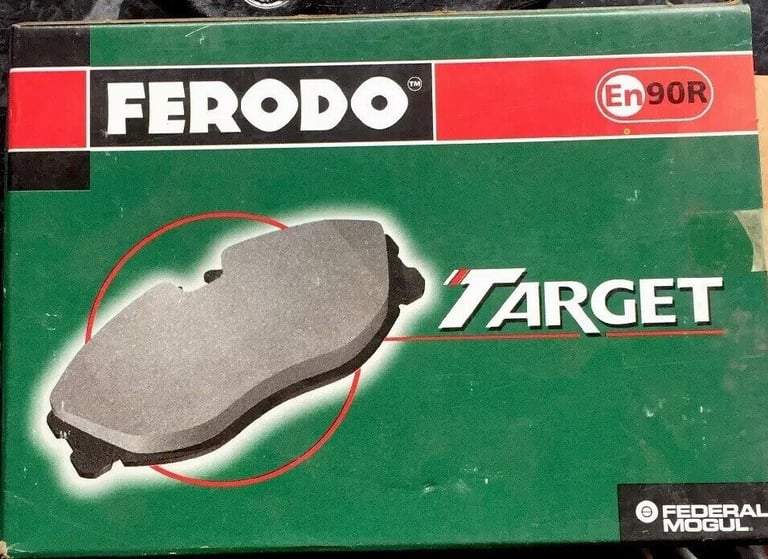 FERODO™
En90R
TARGET
FEDERAL
MOGUL